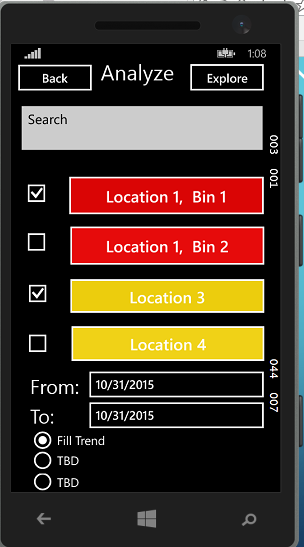 1:08
Back
Analyze
Explore
Search
003
001
Location 1, Bin 1
Location 1, Bin 2
Location 3
Location 4
044
007
From:
10/31/2015
To:
10/31/2015
Fill Trend
TBD
TBD